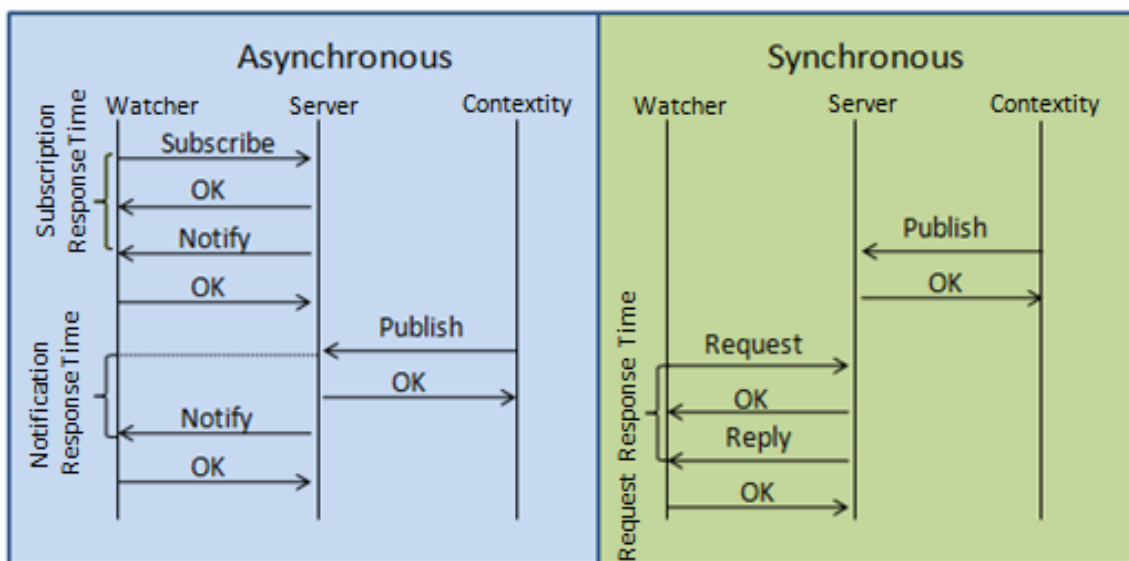 Asynchronous
Watcher Server Contextity
Subscription
Response Time
Subscribe
OK
Notify
OK
Publish
Notification
Response Time
OK
Notify
OK
Synchronous
Watcher Server Contextity
Publish
OK
Request Response Time
Request
OK
Reply
OK